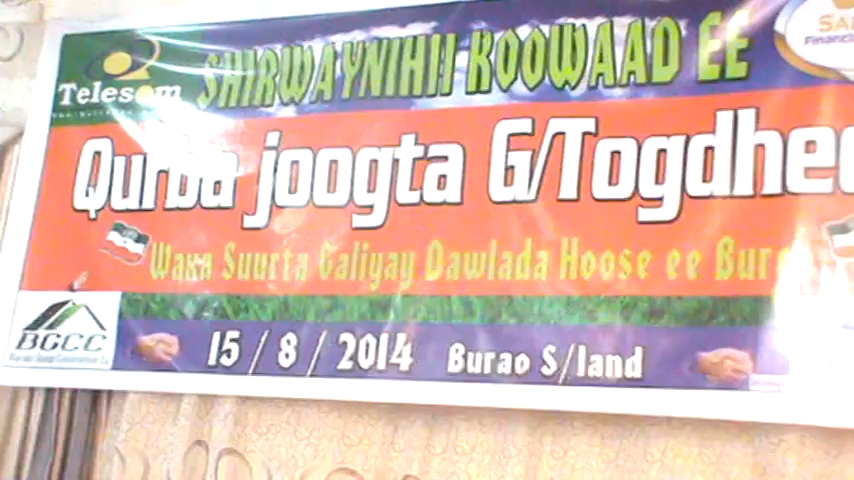 Telesom
SHIRWAYNIHII KOOWAAD EE
Qurba joogta G/Togdhee
Waxa Suurta Galiyay Dawlada Hoose ee Bur
BGCC
15 / 8 / 2014 Burao S/land